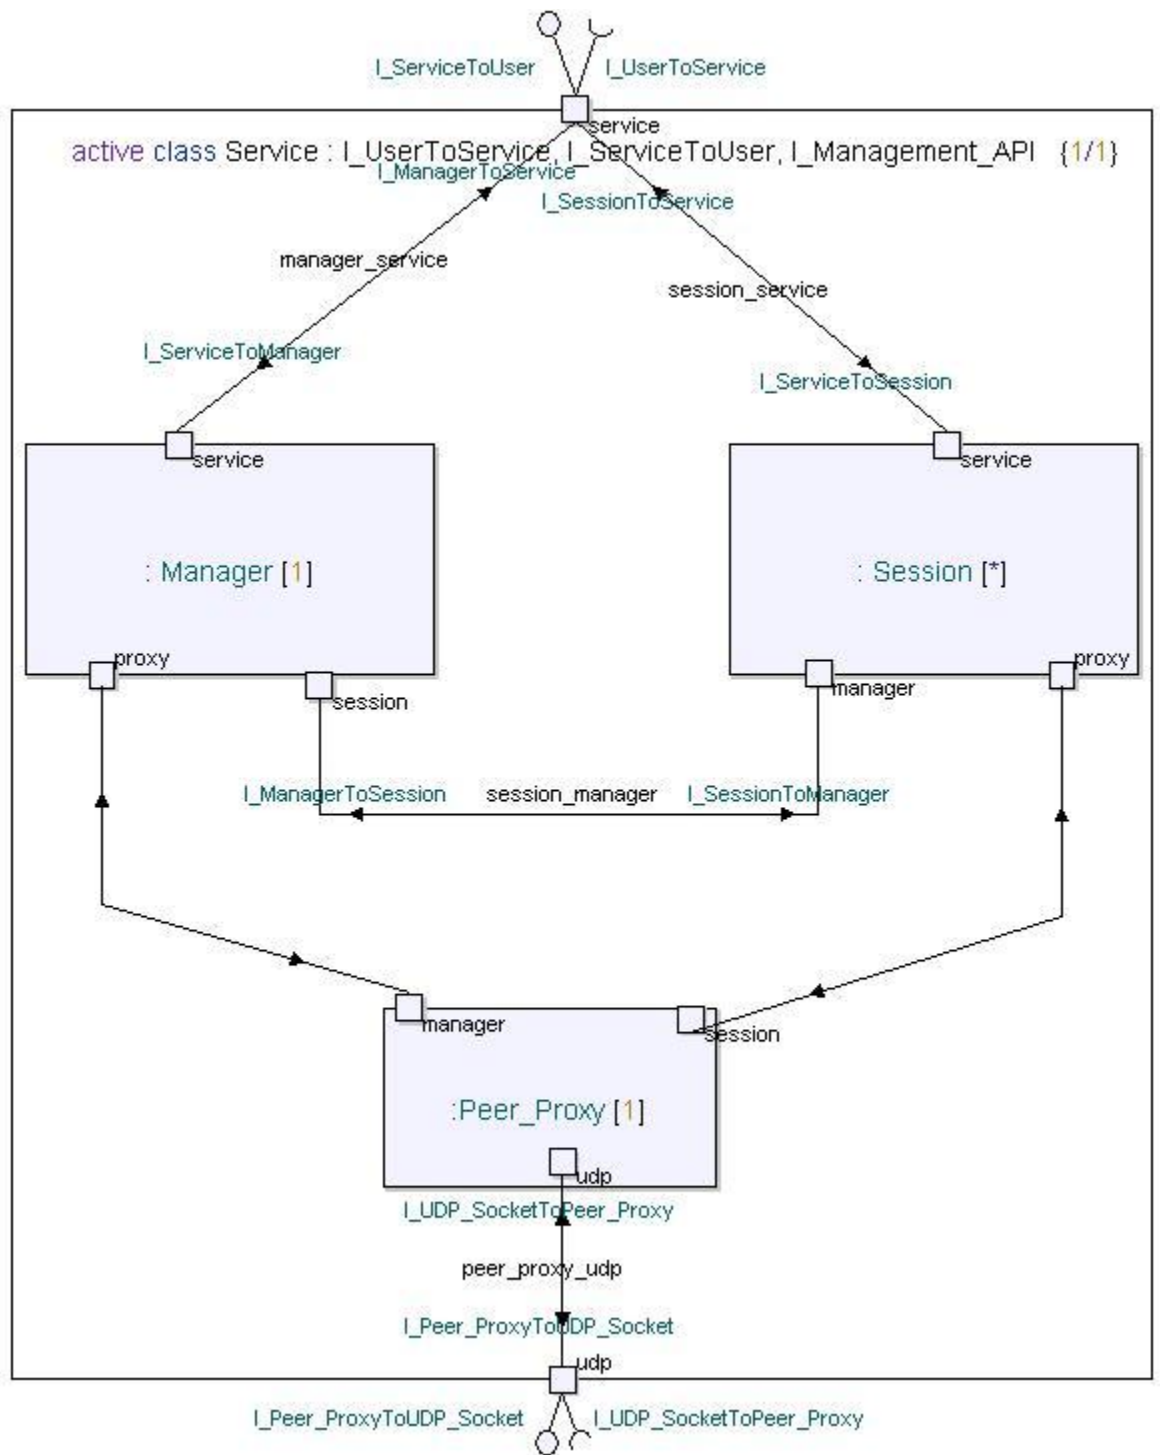 I_ServiceToUser
I_UserToService
service
active class Service : I_UserToService, I_ServiceToUser, I_Management_API {1/1}
I_ManagerToService
I_SessionToService
manager_service
session_service
I_ServiceToManager
I_ServiceToSession
service
service
: Manager [1]
: Session [*]
proxy
proxy
session
manager
I_ManagerToSession
session_manager
I_SessionToManager
manager
session
:Peer_Proxy [1]
udp
I_UDP_SocketToPeer_Proxy
peer_proxy_udp
I_Peer_ProxyToUDP_Socket
udp
I_Peer_ProxyToUDP_Socket
I_UDP_SocketToPeer_Proxy